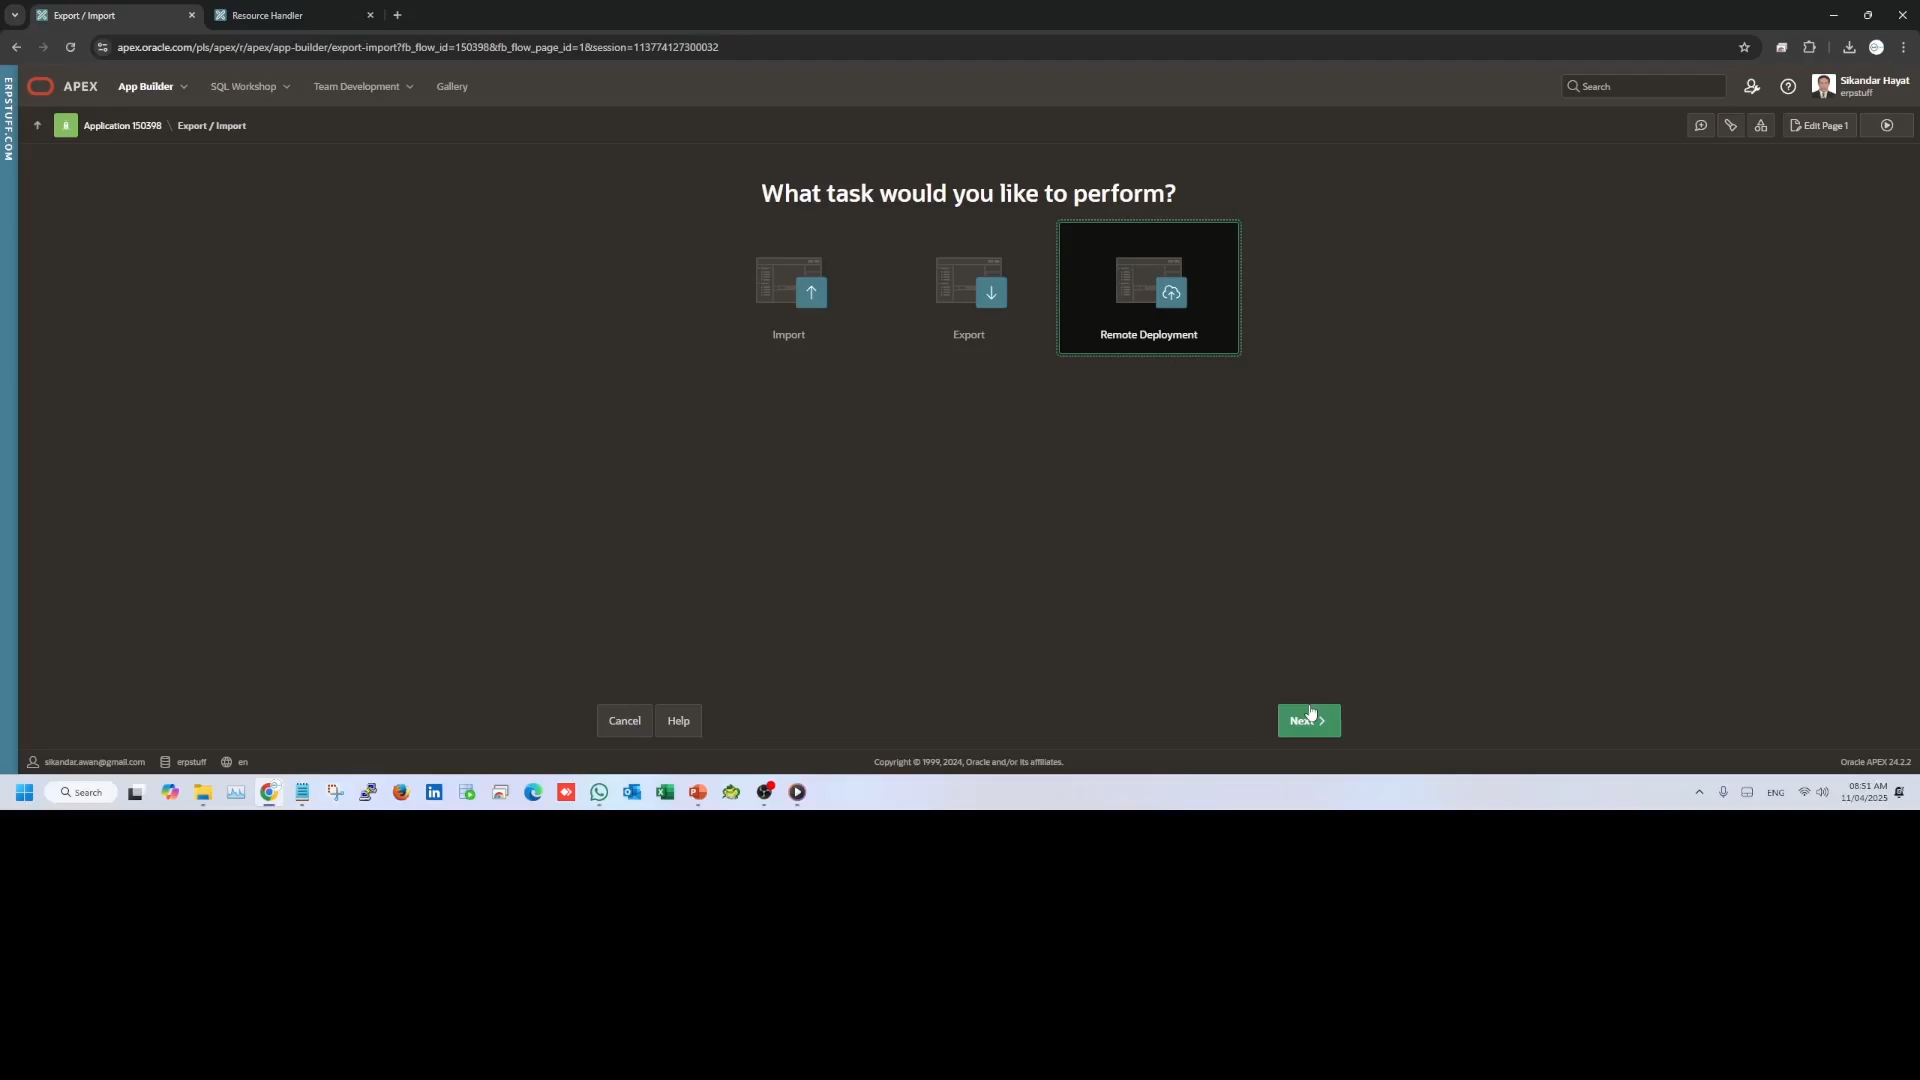 Export / Import
Resource Handler
apex.oracle.com/pls/apex/r/apex/app-builder/export-import?fb_flow_id=150398&fb_flow_page_id=1&session=113774127300032
APEX
App Builder
SQL Workshop
Team Development
Gallery
Search
Sikandar Hayat
erpstuff
ERPSTUFF.COM
Application 150398 \ Export / Import
Edit Page 1
What task would you like to perform?
Import
Export
Remote Deployment
Cancel
Help
Next
sikandar.awan@gmail.com
erpstuff
en
Copyright © 1999, 2024, Oracle and/or its affiliates.
Oracle APEX 24.2.2
Search
ENG
08:51 AM
11/04/2025